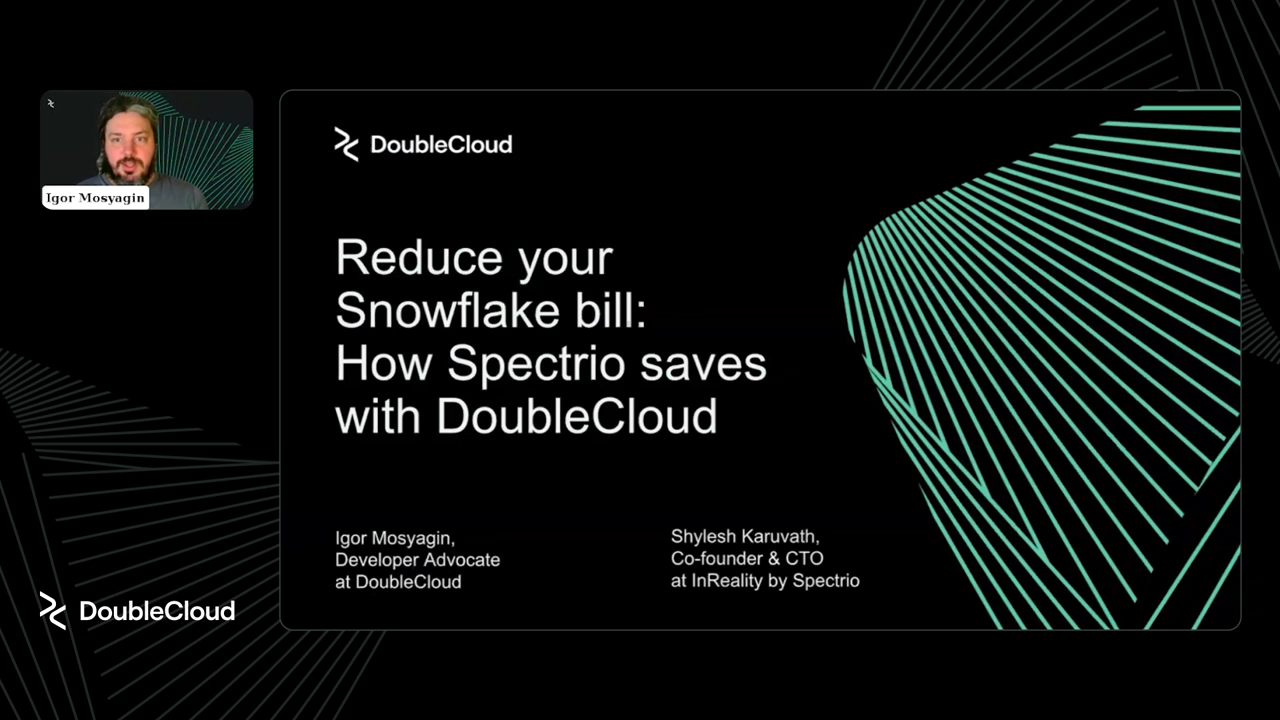 Igor Mosyagin
DoubleCloud
Reduce your
Snowflake bill:
How Spectrio saves
with DoubleCloud
Igor Mosyagin,
Developer Advocate
at DoubleCloud
Shylesh Karuvath,
Co-founder & CTO
at InReality by Spectrio
DoubleCloud